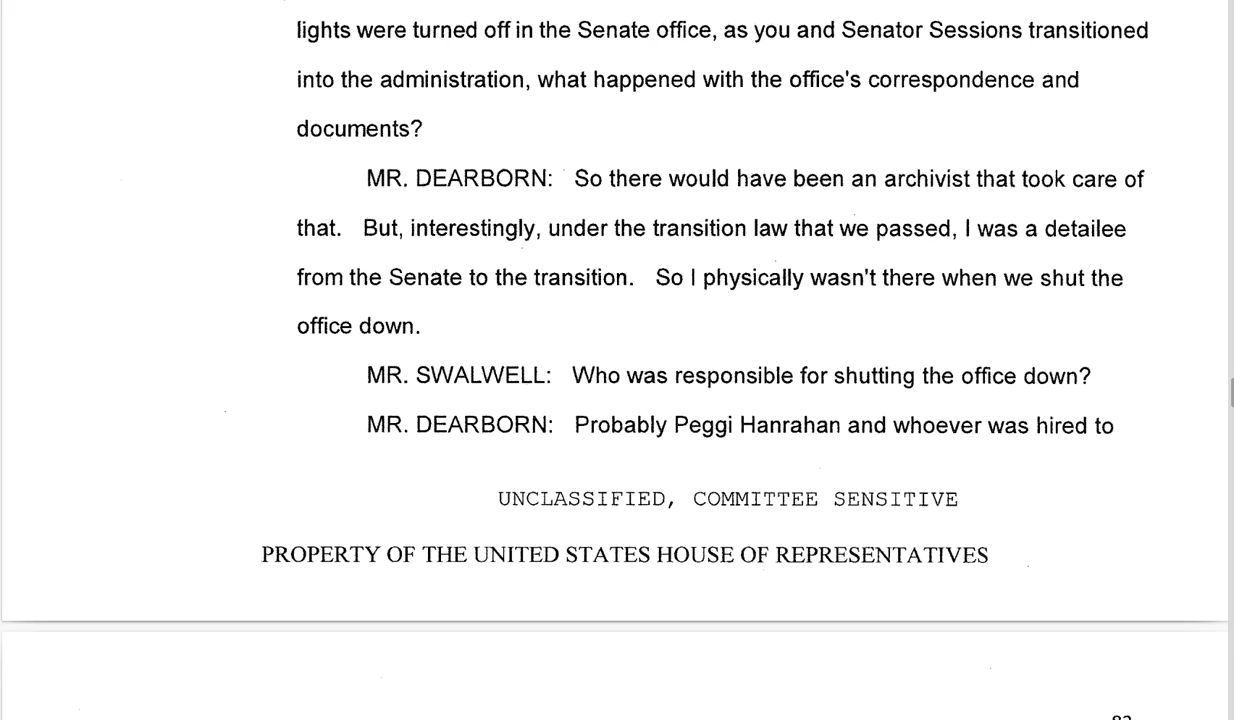 lights were turned off in the Senate office, as you and Senator Sessions transitioned
into the administration, what happened with the office's correspondence and
documents?
MR. DEARBORN: So there would have been an archivist that took care of
that. But, interestingly, under the transition law that we passed, I was a detailee
from the Senate to the transition. So I physically wasn't there when we shut the
office down.
MR. SWALWELL: Who was responsible for shutting the office down?
MR. DEARBORN: Probably Peggi Hanrahan and whoever was hired to
UNCLASSIFIED, COMMITTEE SENSITIVE
PROPERTY OF THE UNITED STATES HOUSE OF REPRESENTATIVES